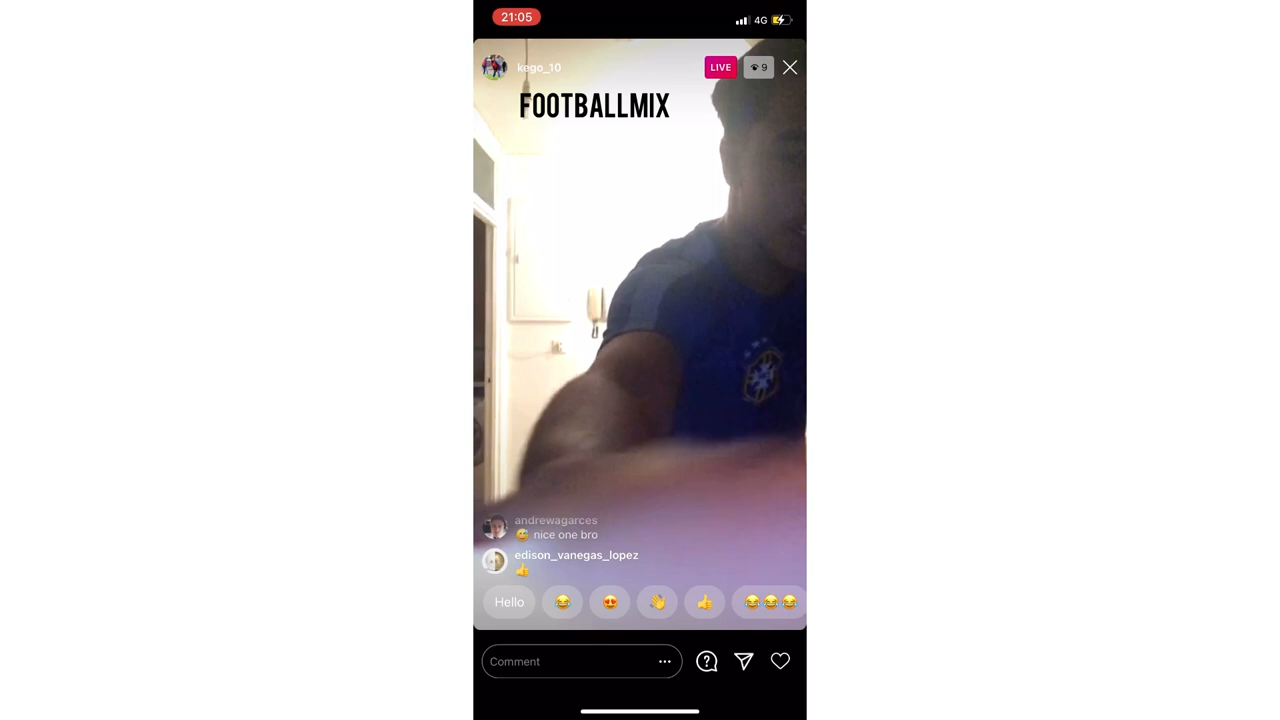 21:05
4G
kego_10
LIVE
9
FOOTBALLMIX
andrewagarces
😅 nice one bro
edison_vanegas_lopez
👍
Hello 😂 😍 👋 👍 😂😂😂
Comment